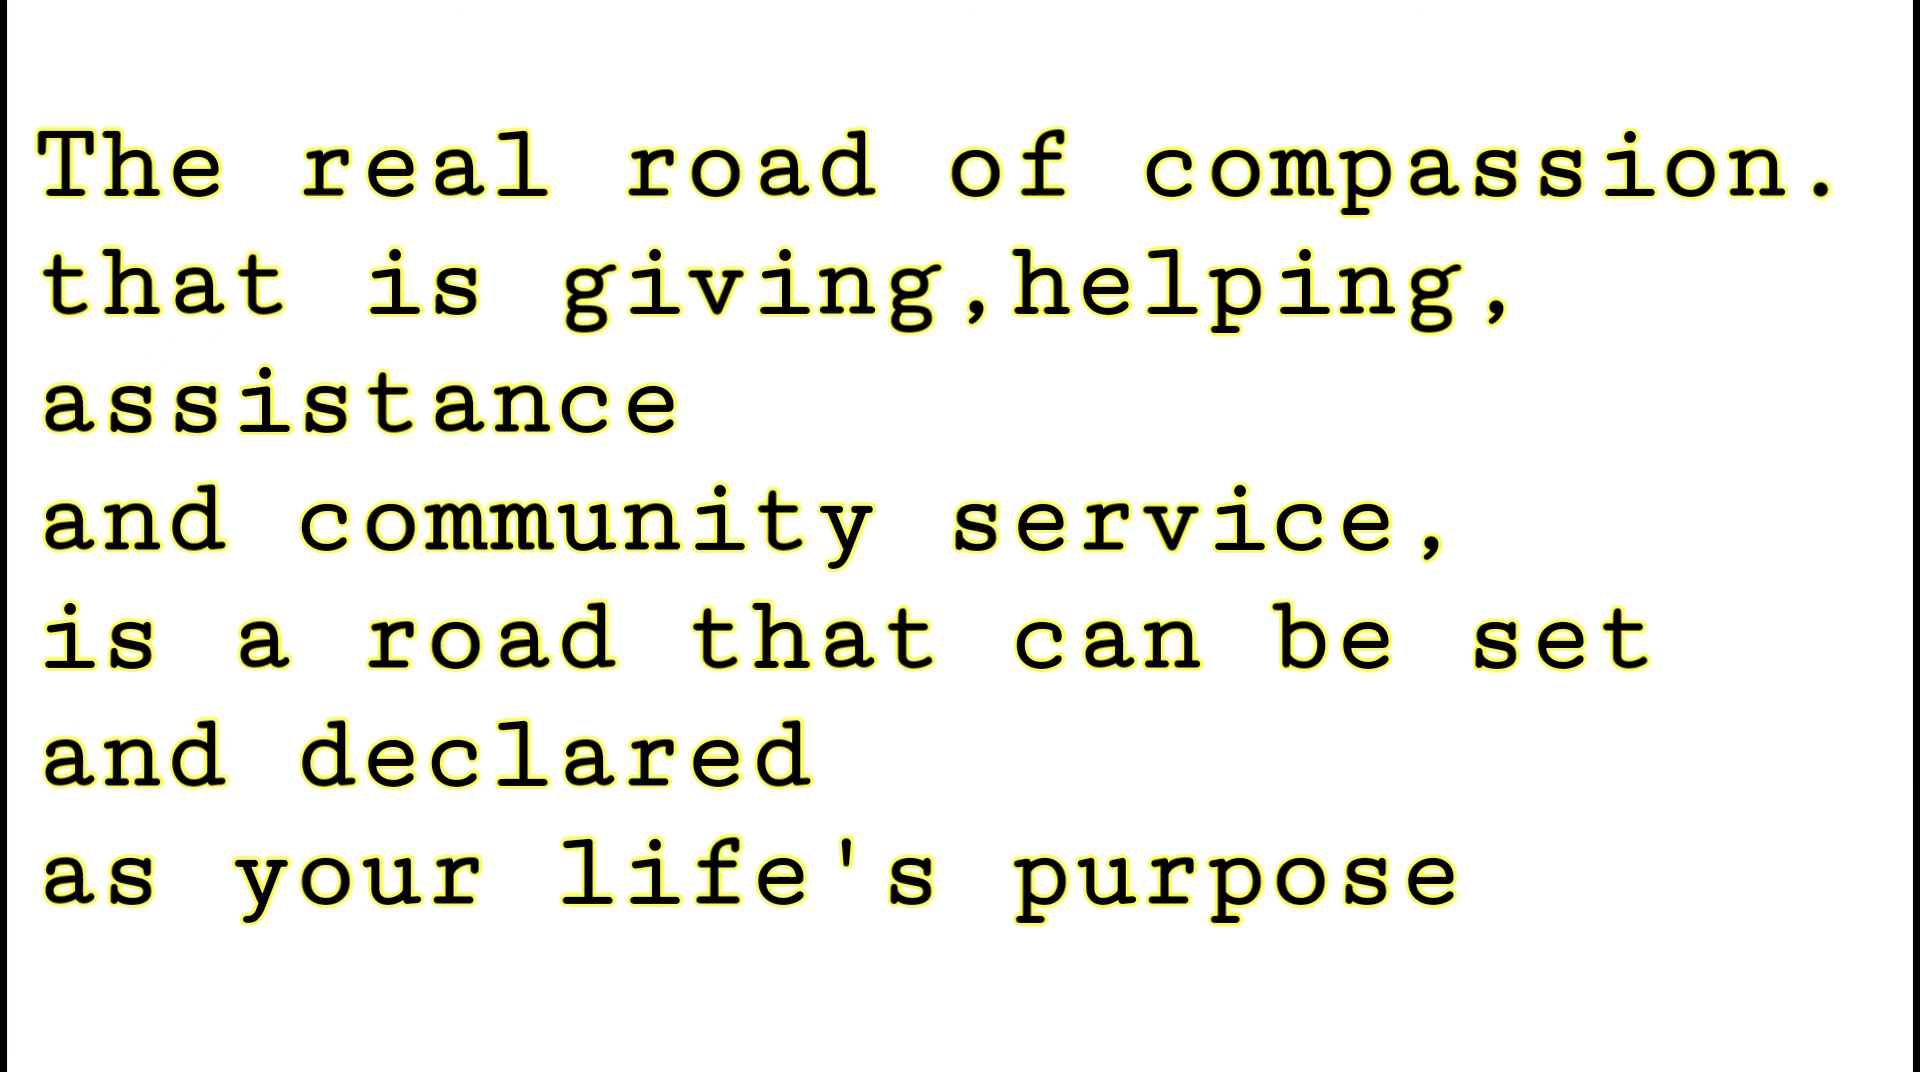 The real road of compassion.
that is giving,helping,
assistance
and community service,
is a road that can be set
and declared
as your life's purpose